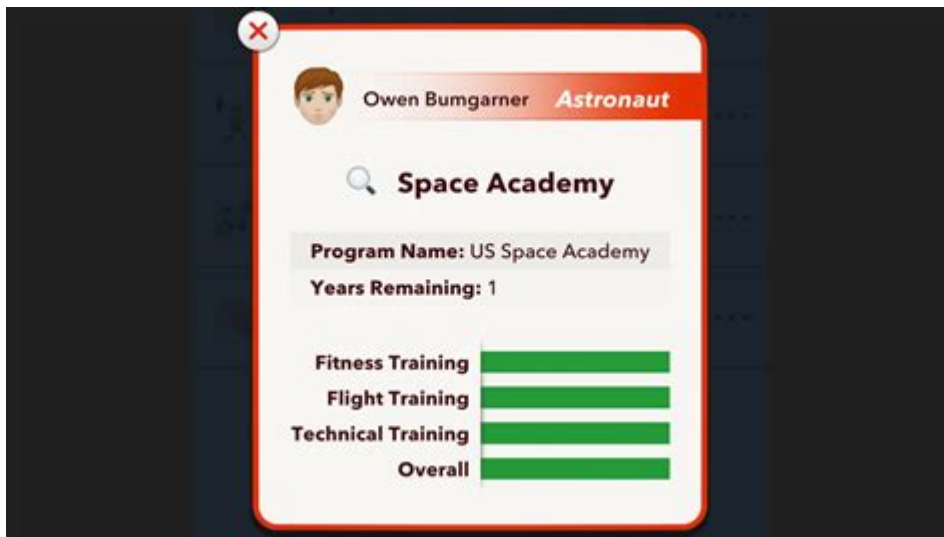 Owen Bumgarner Astronaut
Space Academy
Program Name: US Space Academy
Years Remaining: 1
Fitness Training
Flight Training
Technical Training
Overall